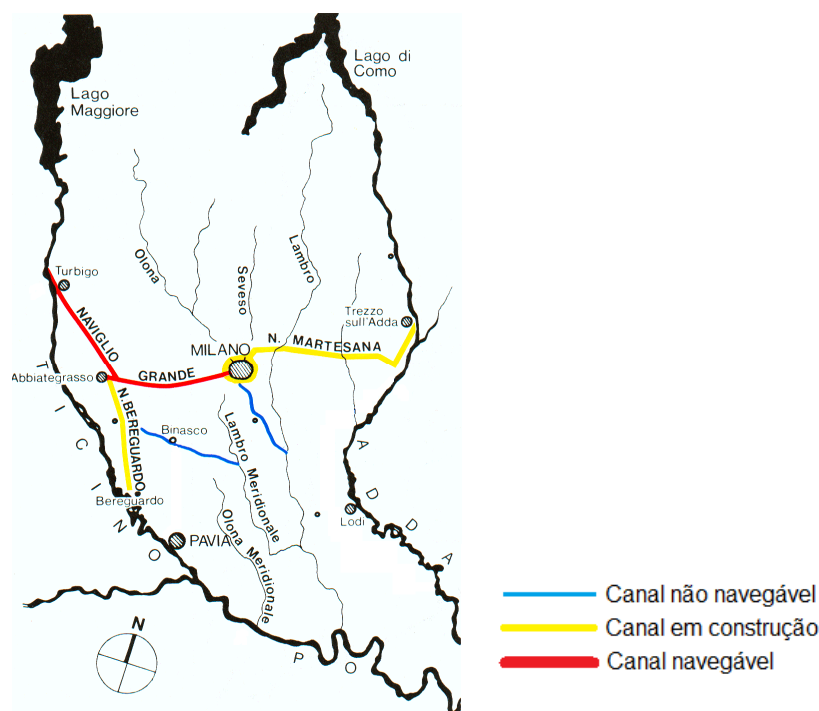 Lago di
Como
Lago
Maggiore
Olona
Seveso
Lambro
Turbigo
Trezzo
sull'Adda
NAVIGLIO
GRANDE
MILANO
N. MARTESANA
Abbiategrasso
N.BEREGUARDO
Binasco
Lambro Meridionale
Bereguardo
TICINO
PAVIA
Olona Meridionale
Lodi
ADDA
PO
N
Canal não navegável
Canal em construção
Canal navegável